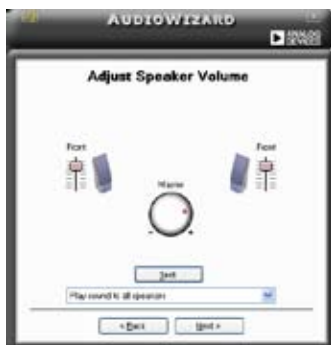 AUDIOWIZARD
ANALOG
DEVICES
Adjust Speaker Volume
Front
Front
Master
- +
Test
Play sound to all speakers
< Back
Next >